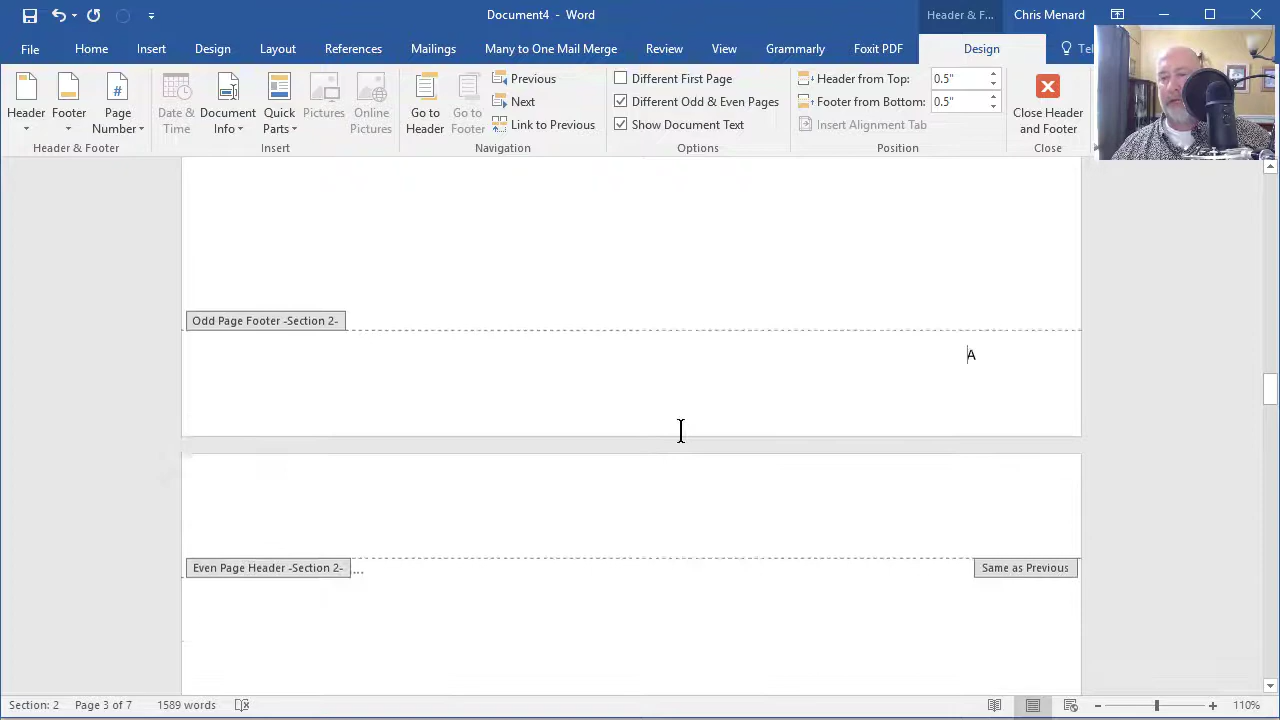 Document4 - Word
Header & F...
Chris Menard
File
Home
Insert
Design
Layout
References
Mailings
Many to One Mail Merge
Review
View
Grammarly
Foxit PDF
Design
Header
Footer
Page
Number
Header & Footer
Date &
Time
Document
Info
Quick
Parts
Pictures
Online
Pictures
Insert
Go to
Header
Go to
Footer
Previous
Next
Link to Previous
Navigation
Different First Page
Different Odd & Even Pages
Show Document Text
Options
Header from Top: 0.5"
Footer from Bottom: 0.5"
Insert Alignment Tab
Position
Close Header
and Footer
Close
Odd Page Footer -Section 2-
A
Even Page Header -Section 2-
Same as Previous
Section: 2 Page 3 of 7 1589 words
110%